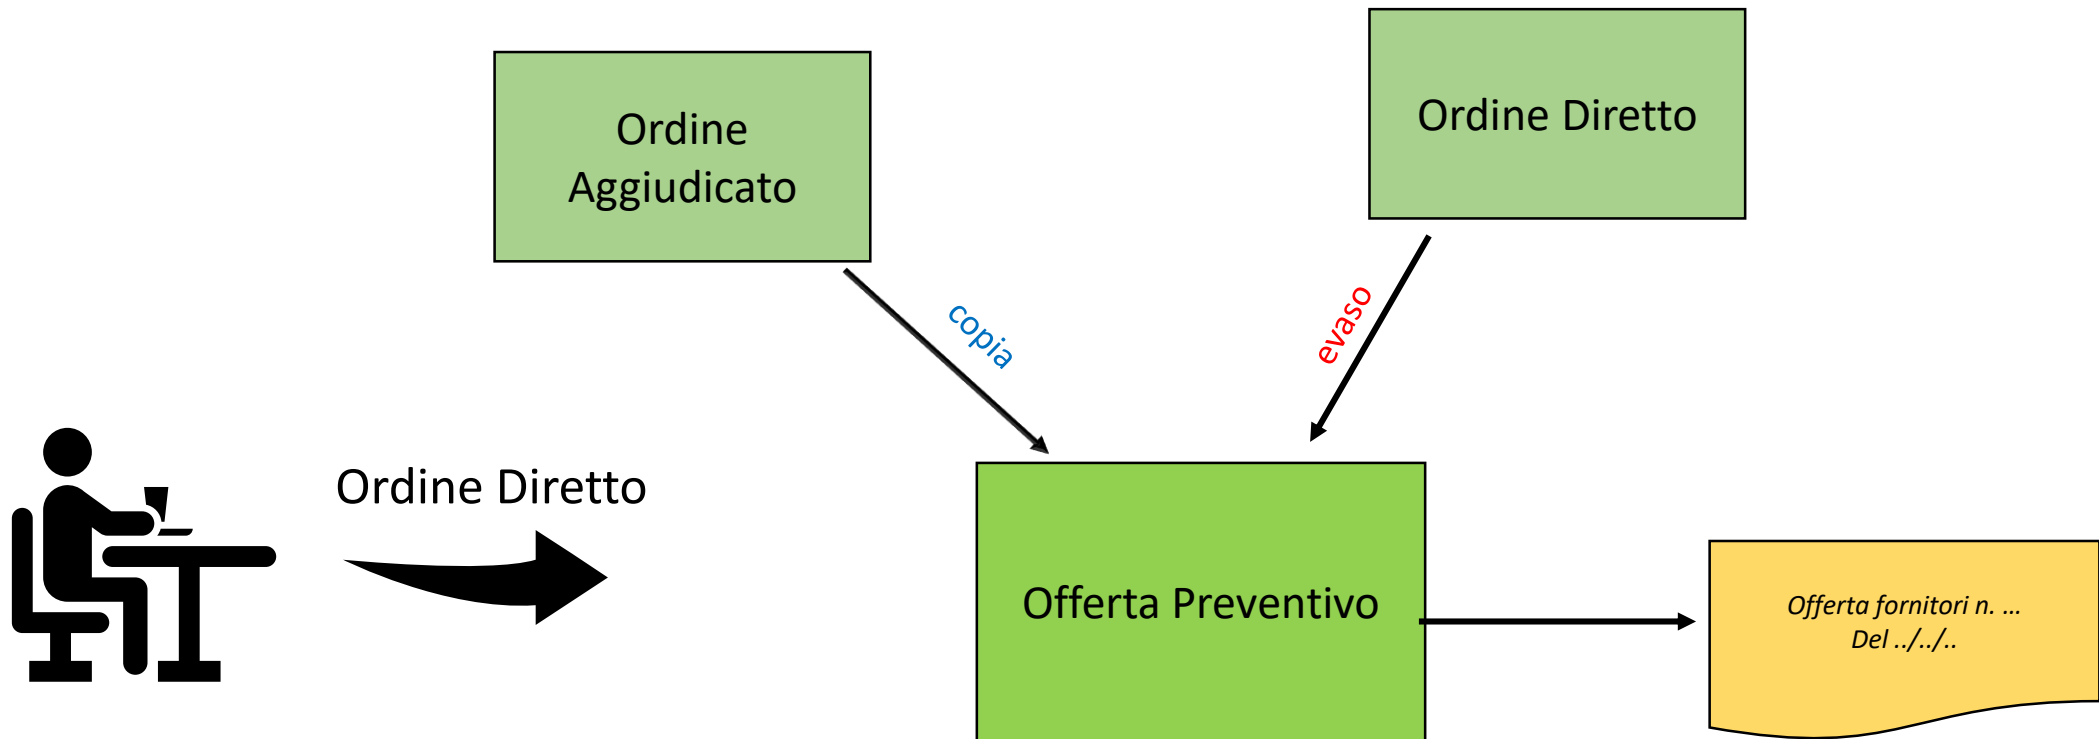 Ordine
Aggiudicato
Ordine Diretto
copia
evaso
Ordine Diretto
Offerta Preventivo
Offerta fornitori n. ...
Del ../../..